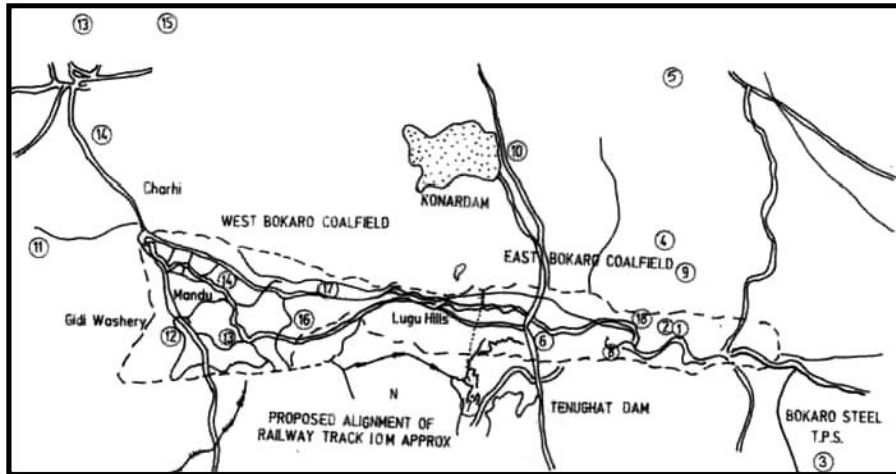 13
15
5
14
10
Charhi
KONARDAM
WEST BOKARO COALFIELD
4
11
EAST BOKARO COALFIELD
9
14
17
Mandu
Gidi Washery
16
Lugu Hills
18
2
1
12
13
6
8
N
PROPOSED ALIGNMENT OF
RAILWAY TRACK 10M APPROX
TENUGHAT DAM
BOKARO STEEL
T.P.S.
3